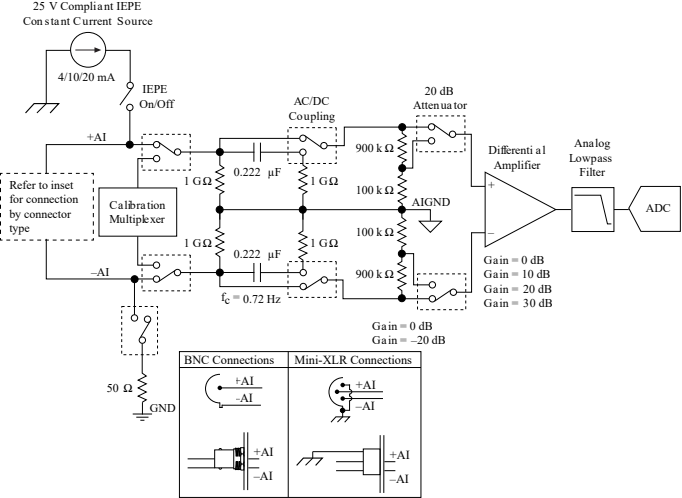 25 V Compliant IEPE
Constant Current Source
4/10/20 mA
IEPE
On/Off
+AI
AC/DC
Coupling
20 dB
Attenuator
Differential
Amplifier
Analog
Lowpass
Filter
Refer to inset
for connection
by connector
type
Calibration
Multiplexer
1 GΩ
0.222 µF
1 GΩ
900 kΩ
100 kΩ
AIGND
+
ADC
1 GΩ
0.222 µF
1 GΩ
100 kΩ
900 kΩ
–
–AI
fc = 0.72 Hz
Gain = 0 dB
Gain = 10 dB
Gain = 20 dB
Gain = 30 dB
Gain = 0 dB
Gain = –20 dB
50 Ω
GND
BNC Connections
Mini-XLR Connections
+AI
-AI
+AI
–AI
+AI
–AI
+AI
–AI